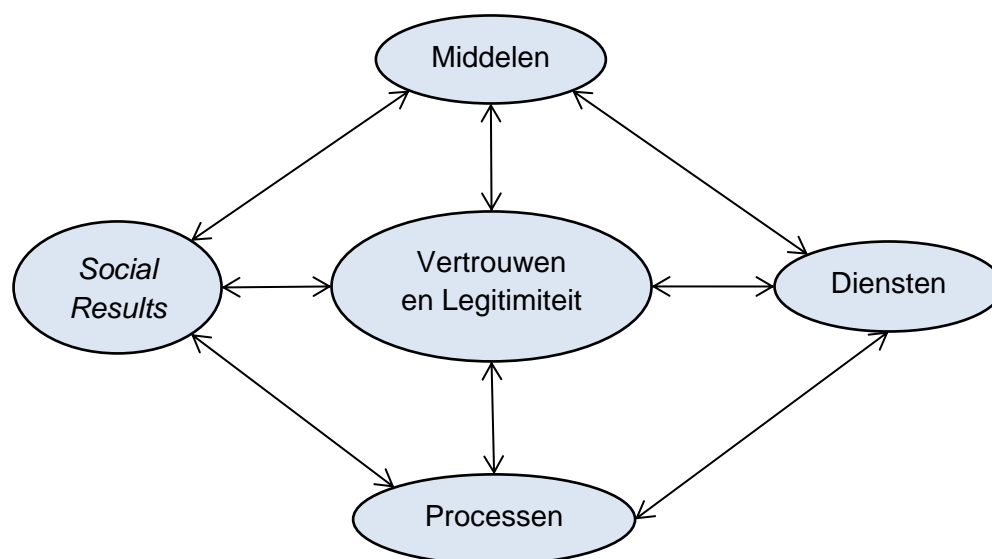 Middelen
Social
Results
Vertrouwen
en Legitimiteit
Diensten
Processen